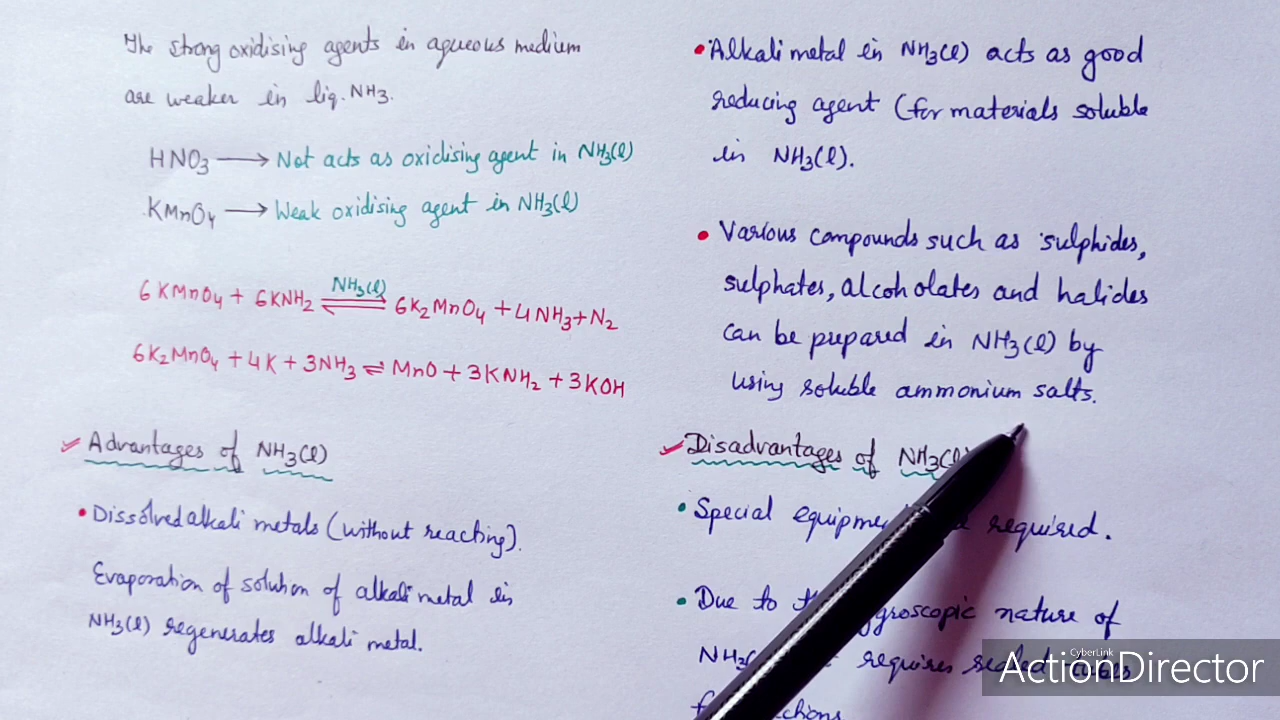 The strong oxidising agents in aqueous medium
are weaker in liq. NH3.
HNO3 ⟶ Not acts as oxidising agent in NH3(l)
KMnO4 ⟶ Weak oxidising agent in NH3(l)
6KMnO4 + 6KNH2 ⇌ 6K2MnO4 + 4NH3 + N2
NH3(l)
6K2MnO4 + 4K + 3NH3 ⇌ MnO + 3KNH2 + 3KOH
✓ Advantages of NH3(l)
• Dissolved alkali metals (without reacting).
Evaporation of solution of alkali metal in
NH3(l) regenerates alkali metal.
• Alkali metal in NH3(l) acts as good
reducing agent (for materials soluble
in NH3(l).
• Various compounds such as sulphides,
sulphates, alcoholates and halides
can be prepared in NH3(l) by
using soluble ammonium salts.
✓ Disadvantages of NH3(l)
• Special required.
• Due to nature of
requires sealed tubes
CyberLink
ActionDirector